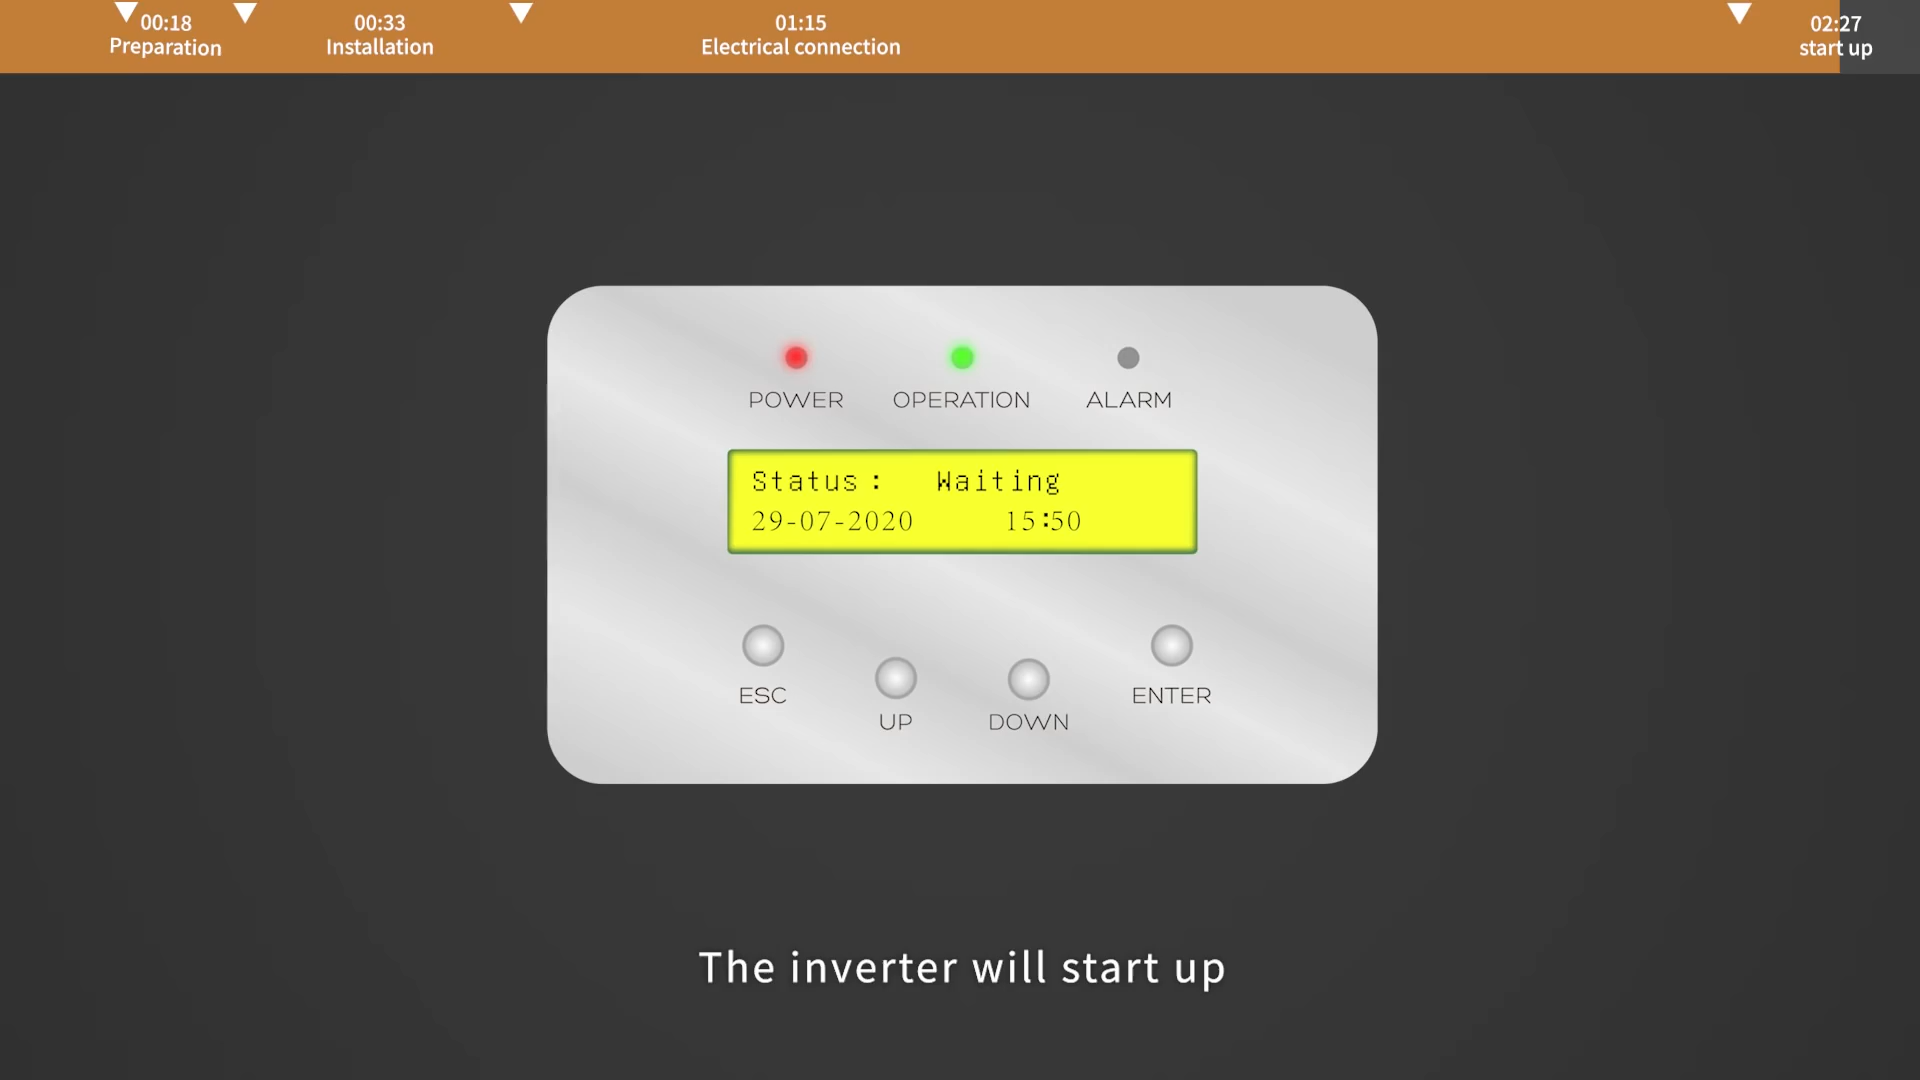 00:18
Preparation
00:33
Installation
01:15
Electrical connection
02:27
start up
POWER OPERATION ALARM
Status: Waiting
29-07-2020 15:50
ESC UP DOWN ENTER
The inverter will start up